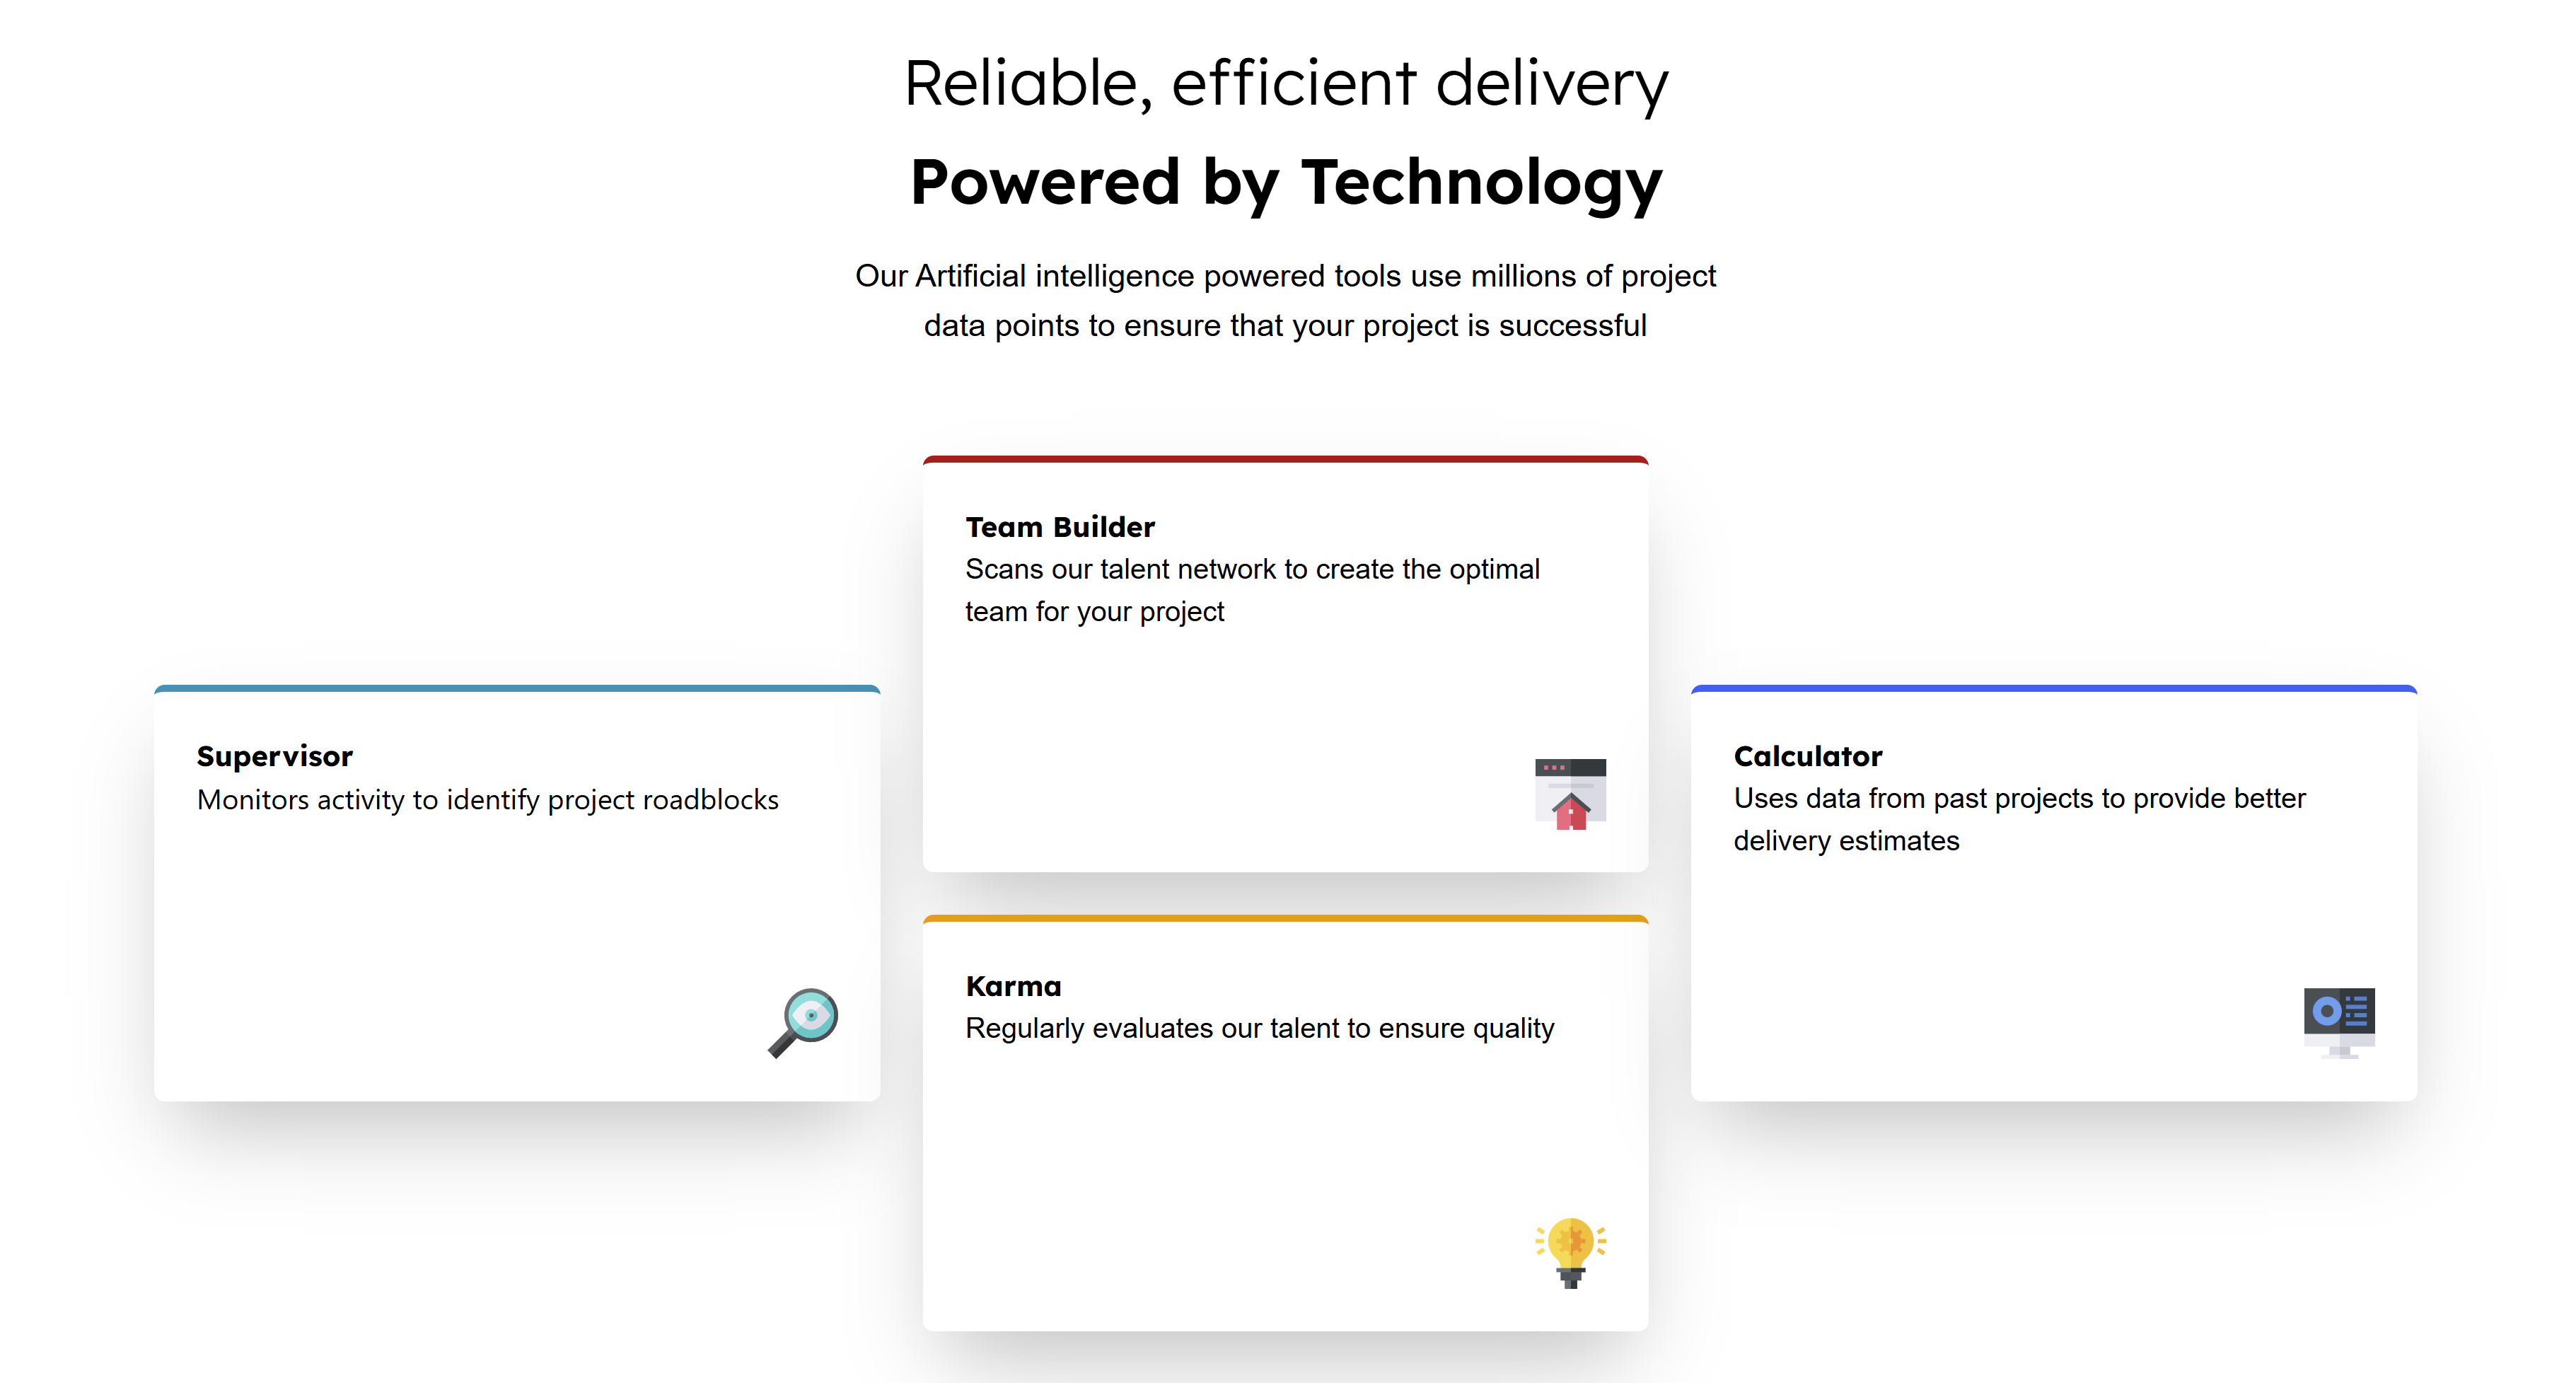 Reliable, efficient delivery
Powered by Technology
Our Artificial intelligence powered tools use millions of project
data points to ensure that your project is successful
Team Builder
Scans our talent network to create the optimal
team for your project
Supervisor
Monitors activity to identify project roadblocks
Calculator
Uses data from past projects to provide better
delivery estimates
Karma
Regularly evaluates our talent to ensure quality